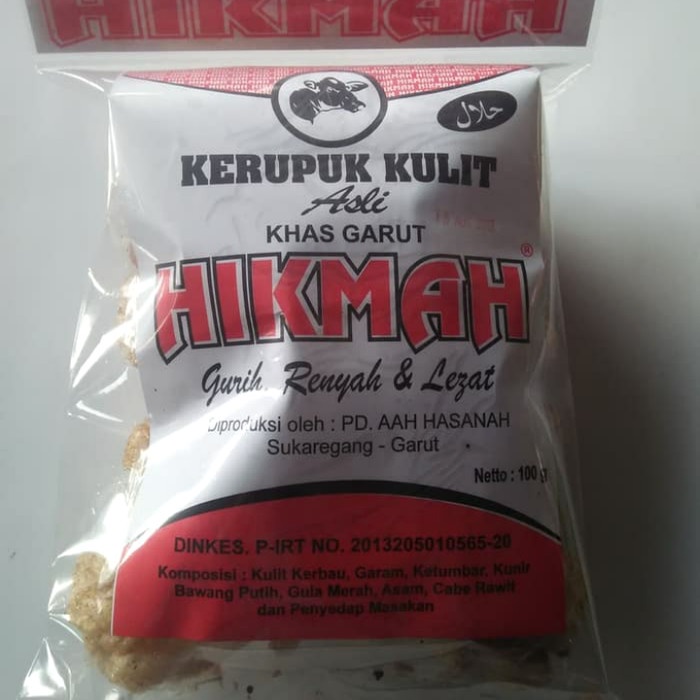 HIKMAH
حلال
KERUPUK KULIT
Asli
KHAS GARUT
HIKMAH®
Gurih, Renyah & Lezat
Diproduksi oleh : PD. AAH HASANAH
Sukaregang - Garut
Netto : 100 g
DINKES. P-IRT NO. 2013205010565-20
Komposisi : Kulit Kerbau, Garam, Ketumbar, Kunir
Bawang Putih, Gula Merah, Asam, Cabe Rawit
dan Penyedap Masakan